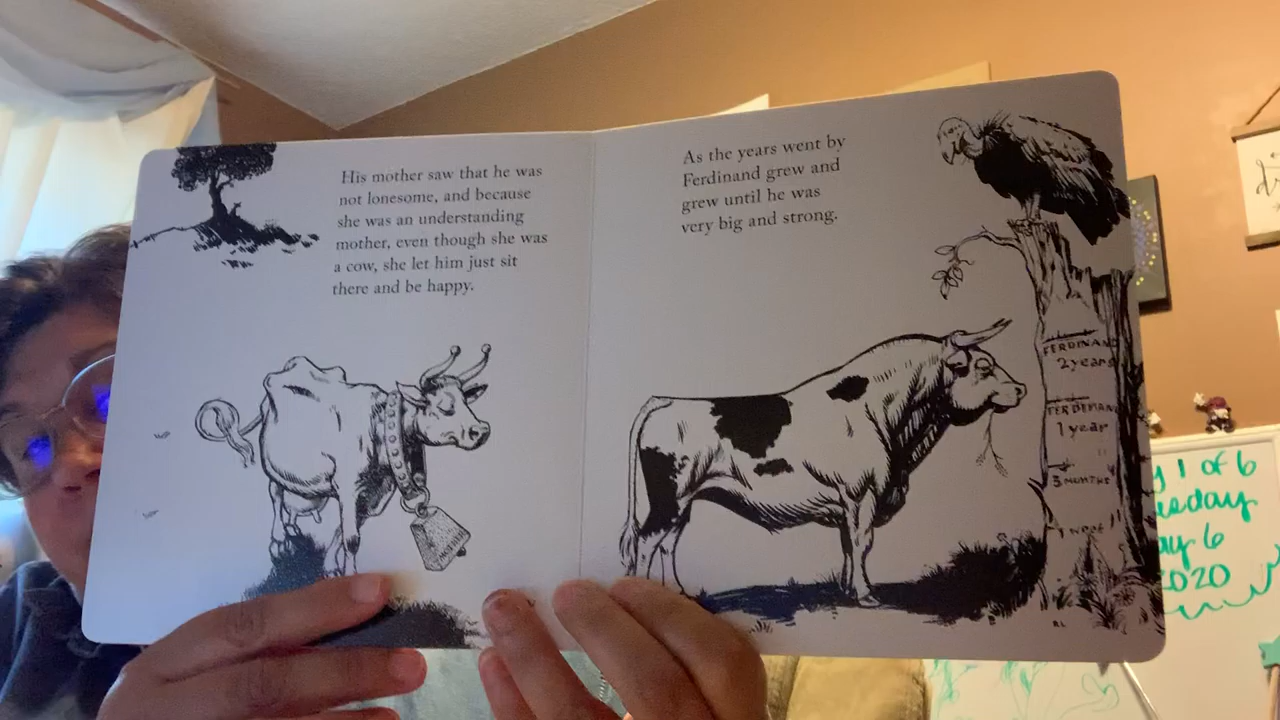 His mother saw that he was
not lonesome, and because
she was an understanding
mother, even though she was
a cow, she let him just sit
there and be happy.
As the years went by
Ferdinand grew and
grew until he was
very big and strong.
FERDINAND
2 years
FERDINAND
1 year
3 MONTHS
1 week
R L
1 of 6
6
2020